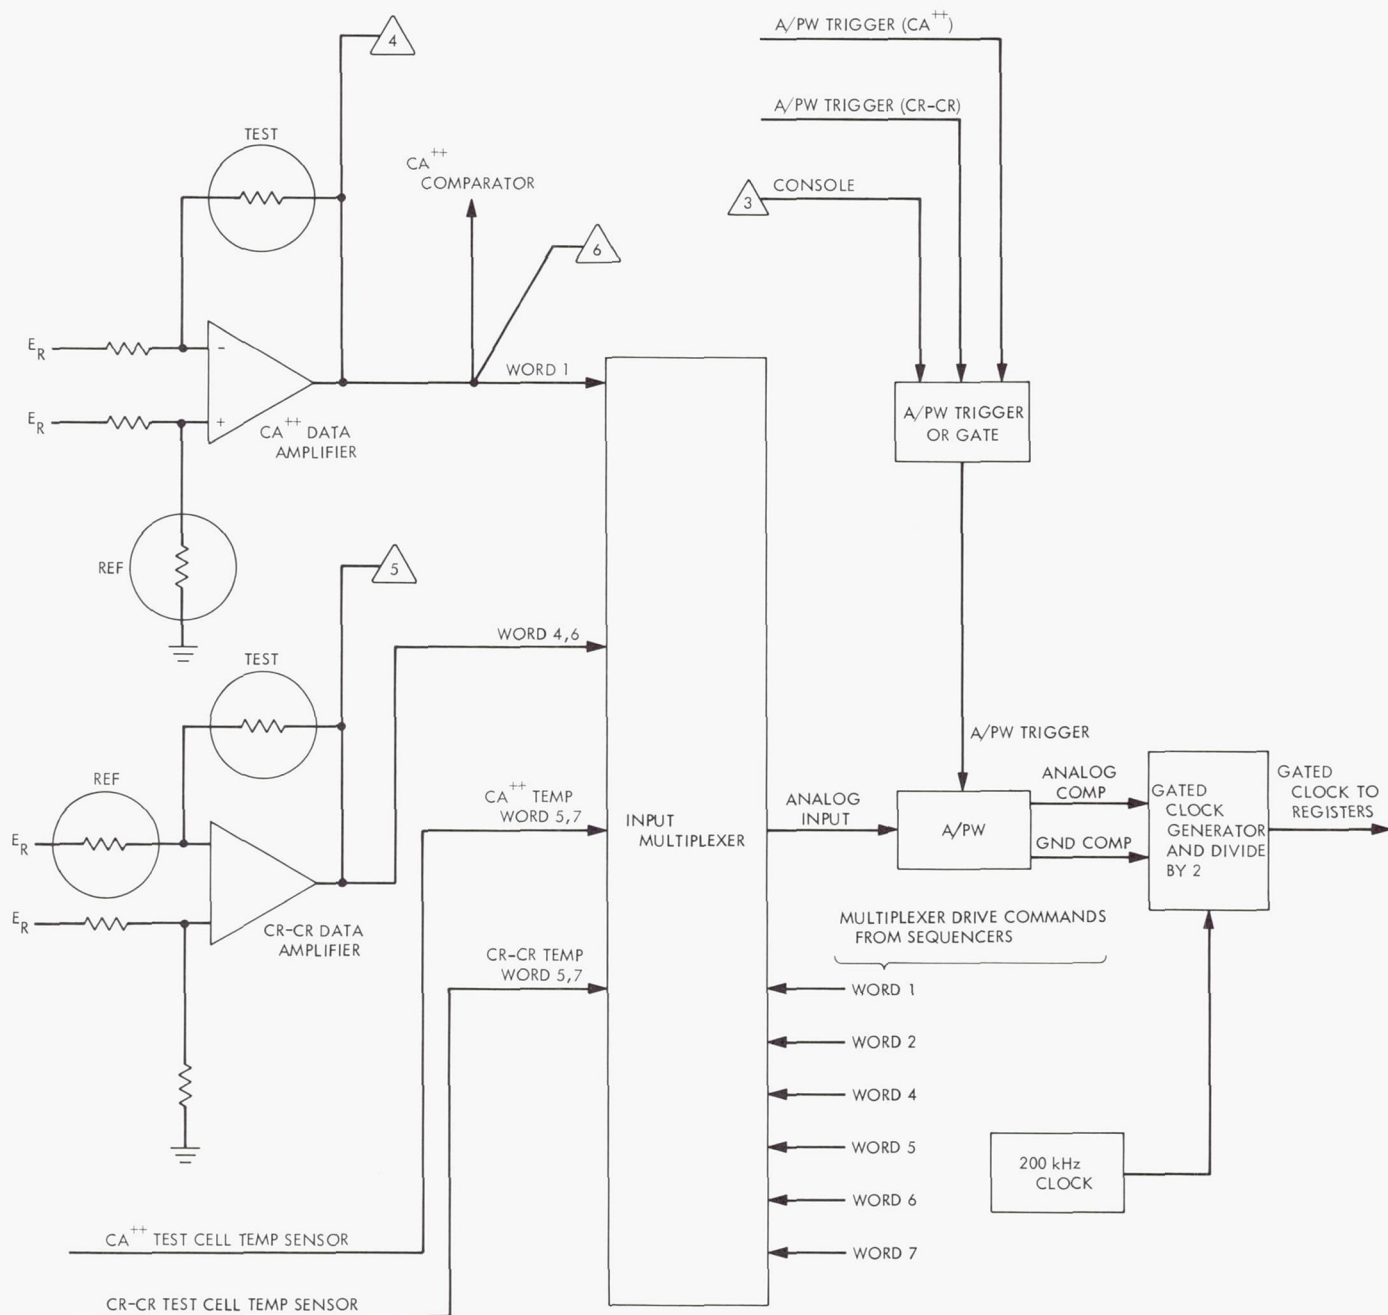 4
A/PW TRIGGER (CA++)
A/PW TRIGGER (CR-CR)
TEST
CA++
COMPARATOR
3
CONSOLE
6
E_R
-
WORD 1
E_R
+
CA++ DATA
AMPLIFIER
A/PW TRIGGER
OR GATE
REF
5
WORD 4,6
TEST
A/PW TRIGGER
REF
CA++ TEMP
WORD 5,7
INPUT
MULTIPLEXER
ANALOG
INPUT
A/PW
ANALOG
COMP
GND COMP
GATED
CLOCK
GENERATOR
AND DIVIDE
BY 2
GATED
CLOCK TO
REGISTERS
E_R
E_R
CR-CR DATA
AMPLIFIER
CR-CR TEMP
WORD 5,7
MULTIPLEXER DRIVE COMMANDS
FROM SEQUENCERS
WORD 1
WORD 2
WORD 4
WORD 5
WORD 6
WORD 7
200 kHz
CLOCK
CA++ TEST CELL TEMP SENSOR
CR-CR TEST CELL TEMP SENSOR